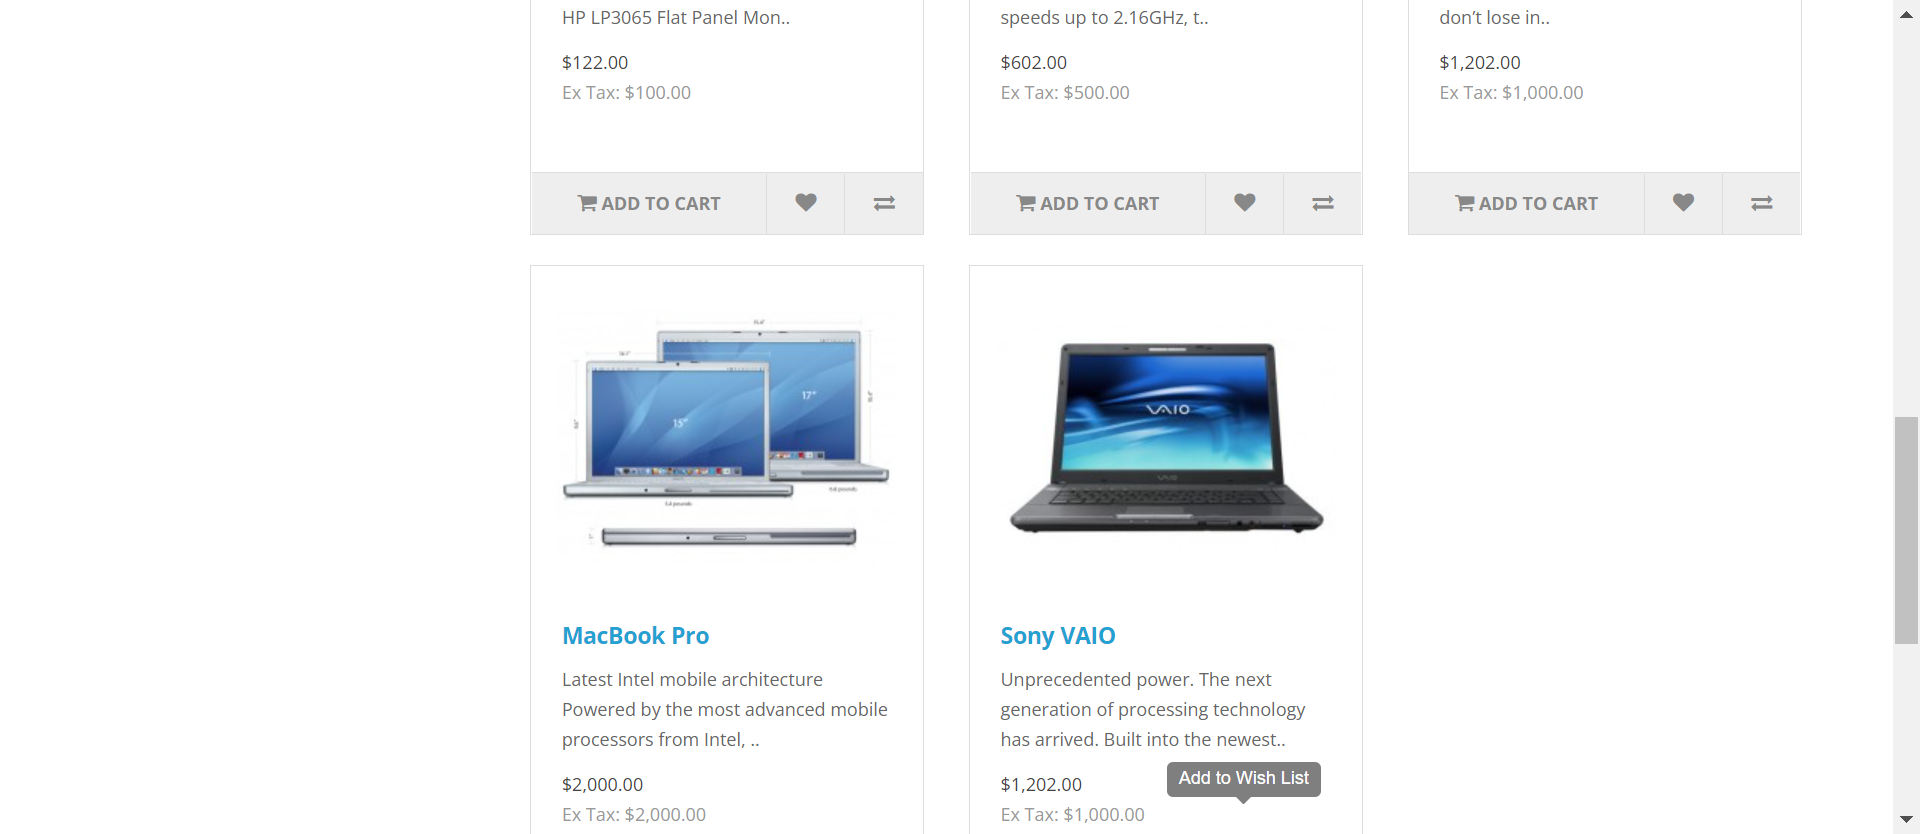 HP LP3065 Flat Panel Mon..
$122.00
Ex Tax: $100.00
ADD TO CART
speeds up to 2.16GHz, t..
$602.00
Ex Tax: $500.00
ADD TO CART
don’t lose in..
$1,202.00
Ex Tax: $1,000.00
ADD TO CART
15"
17"
MacBook Pro
Latest Intel mobile architecture
Powered by the most advanced mobile
processors from Intel, ..
$2,000.00
Ex Tax: $2,000.00
VAIO
VAIO
Sony VAIO
Unprecedented power. The next
generation of processing technology
has arrived. Built into the newest..
$1,202.00
Ex Tax: $1,000.00
Add to Wish List